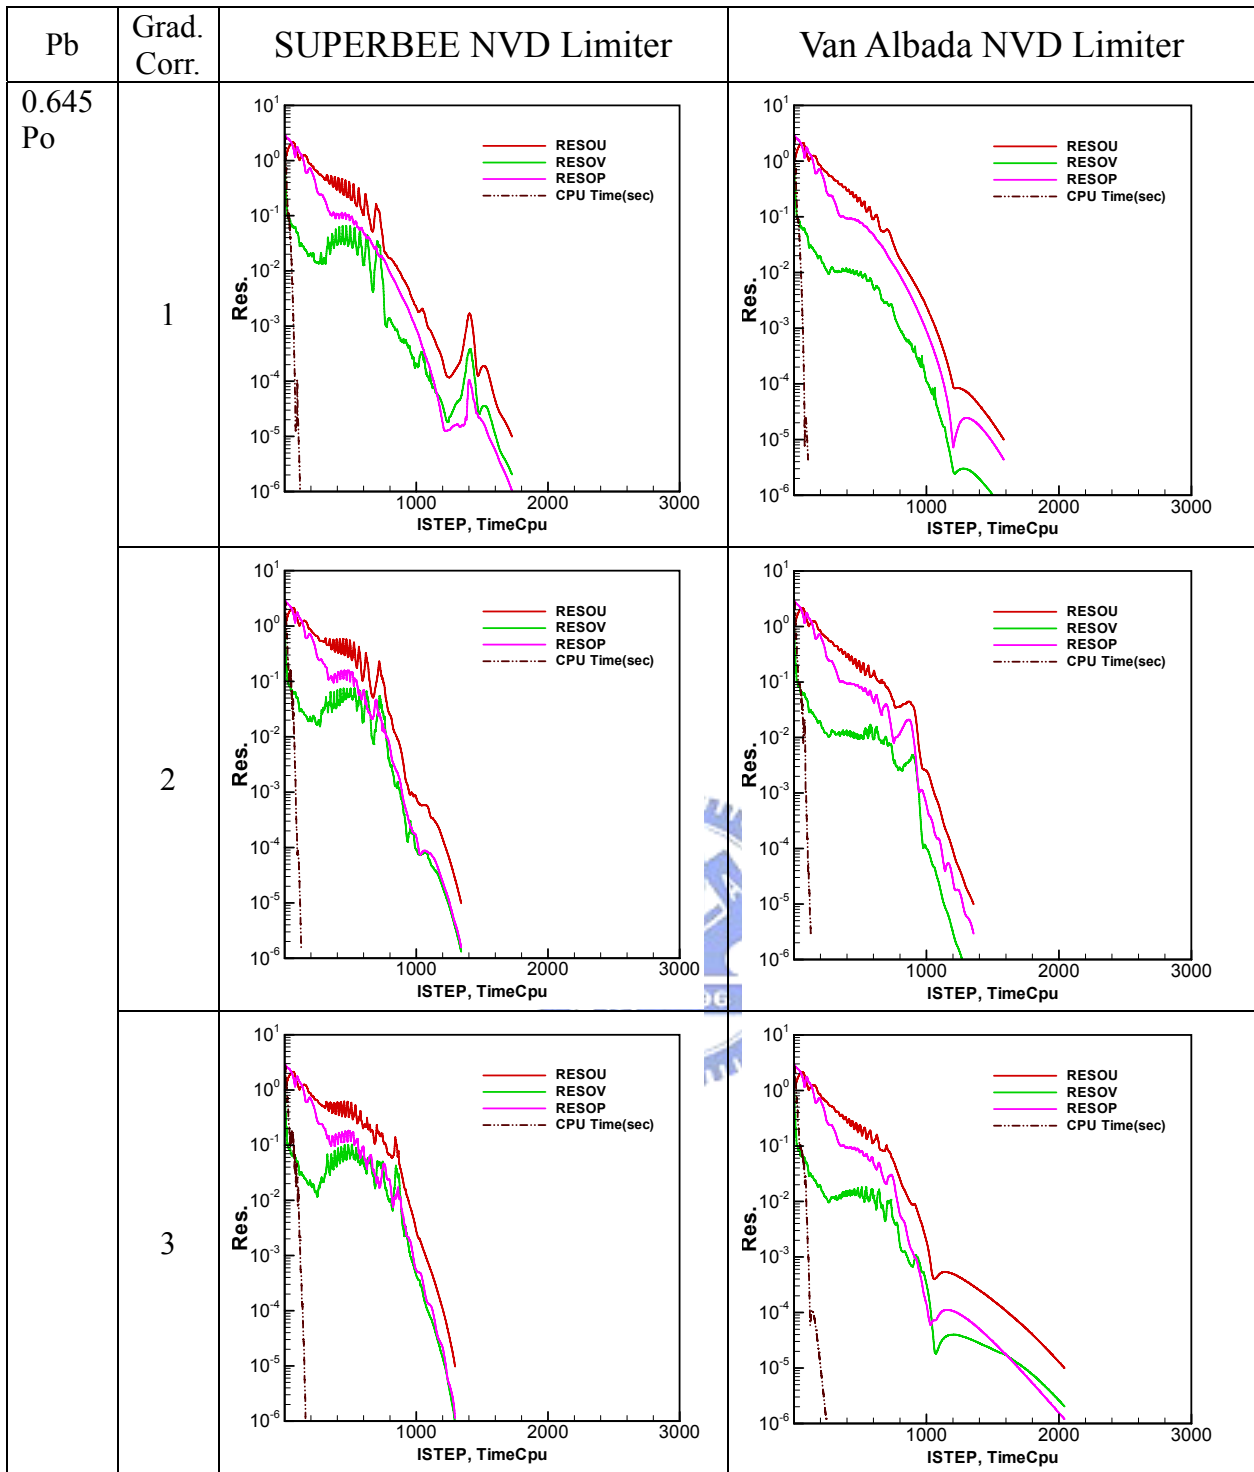 Pb
Grad.
Corr.
SUPERBEE NVD Limiter
Van Albada NVD Limiter
0.645
Po
1
10^1
10^0
10^-1
10^-2
10^-3
10^-4
10^-5
10^-6
Res.
RESOU
RESOV
RESOP
CPU Time(sec)
1000 2000 3000
ISTEP, TimeCpu
10^1
10^0
10^-1
10^-2
10^-3
10^-4
10^-5
10^-6
Res.
RESOU
RESOV
RESOP
CPU Time(sec)
1000 2000 3000
ISTEP, TimeCpu
2
10^1
10^0
10^-1
10^-2
10^-3
10^-4
10^-5
10^-6
Res.
RESOU
RESOV
RESOP
CPU Time(sec)
1000 2000 3000
ISTEP, TimeCpu
10^1
10^0
10^-1
10^-2
10^-3
10^-4
10^-5
10^-6
Res.
RESOU
RESOV
RESOP
CPU Time(sec)
1000 2000 3000
ISTEP, TimeCpu
3
10^1
10^0
10^-1
10^-2
10^-3
10^-4
10^-5
10^-6
Res.
RESOU
RESOV
RESOP
CPU Time(sec)
1000 2000 3000
ISTEP, TimeCpu
10^1
10^0
10^-1
10^-2
10^-3
10^-4
10^-5
10^-6
Res.
RESOU
RESOV
RESOP
CPU Time(sec)
1000 2000 3000
ISTEP, TimeCpu